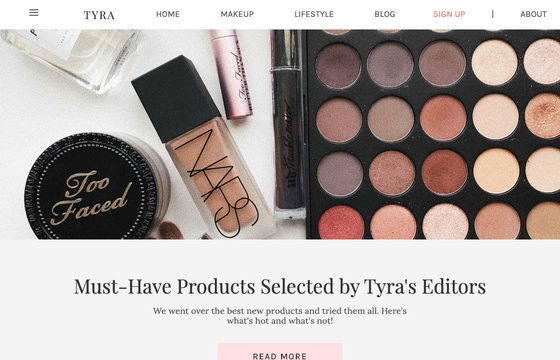 TYRA
HOME
MAKEUP
LIFESTYLE
BLOG
SIGN UP
|
ABOUT
Too Faced
NARS
Too
Faced
Must-Have Products Selected by Tyra's Editors
We went over the best new products and tried them all. Here's
what's hot and what's not!
READ MORE